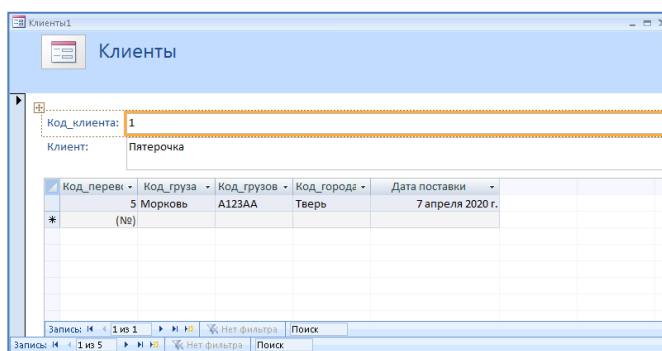 Клиенты1
Клиенты
Код_клиента: 1
Клиент: Пятерочка
Код_перево Код_груза Код_грузов Код_города Дата поставки
5 Морковь А123АА Тверь 7 апреля 2020 г.
(№)
Запись: 1 из 1 Нет фильтра Поиск
Запись: 1 из 5 Нет фильтра Поиск